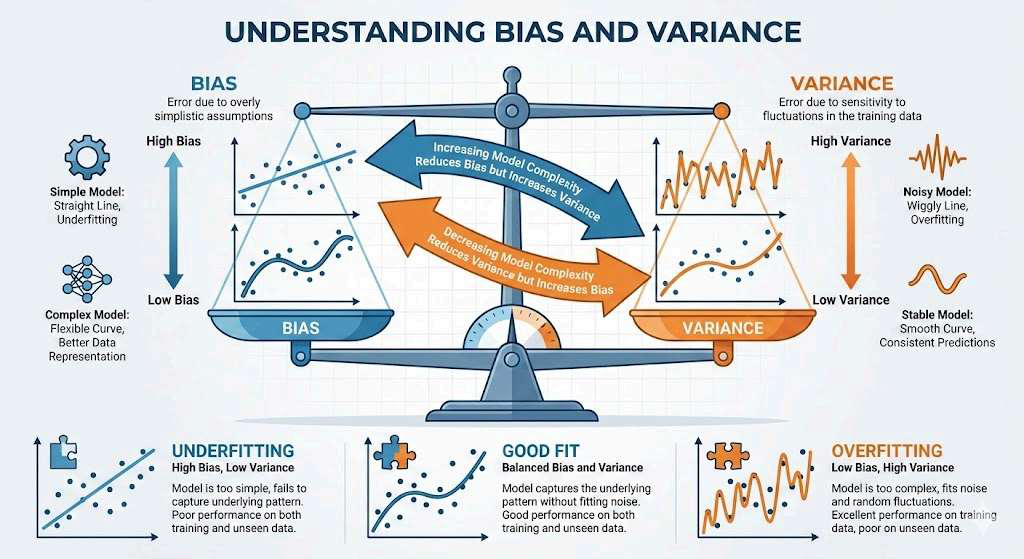 UNDERSTANDING BIAS AND VARIANCE
BIAS
Error due to overly
simplistic assumptions
High Bias
Simple Model:
Straight Line,
Underfitting
Low Bias
Complex Model:
Flexible Curve,
Better Data
Representation
Increasing Model Complexity
Reduces Bias but Increases Variance
Decreasing Model Complexity
Reduces Variance but Increases Bias
VARIANCE
Error due to sensitivity to
fluctuations in the training data
High Variance
Noisy Model:
Wiggly Line,
Overfitting
Low Variance
Stable Model:
Smooth Curve,
Consistent Predictions
BIAS
VARIANCE
UNDERFITTING
High Bias, Low Variance
Model is too simple, fails to
capture underlying pattern.
Poor performance on both
training and unseen data.
GOOD FIT
Balanced Bias and Variance
Model captures the underlying
pattern without fitting noise.
Good performance on both
training and unseen data.
OVERFITTING
Low Bias, High Variance
Model is too complex, fits noise
and random fluctuations.
Excellent performance on training
data, poor on unseen data.